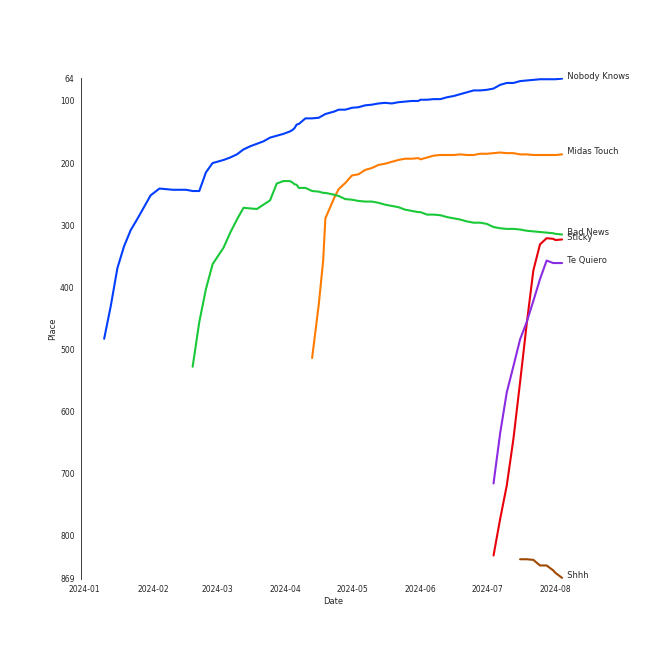 64
100
200
300
400
500
600
700
800
869
Place
2024-01
2024-02
2024-03
2024-04
2024-05
2024-06
2024-07
2024-08
Date
Nobody Knows
Midas Touch
Bad News
Sticky
Te Quiero
Shhh